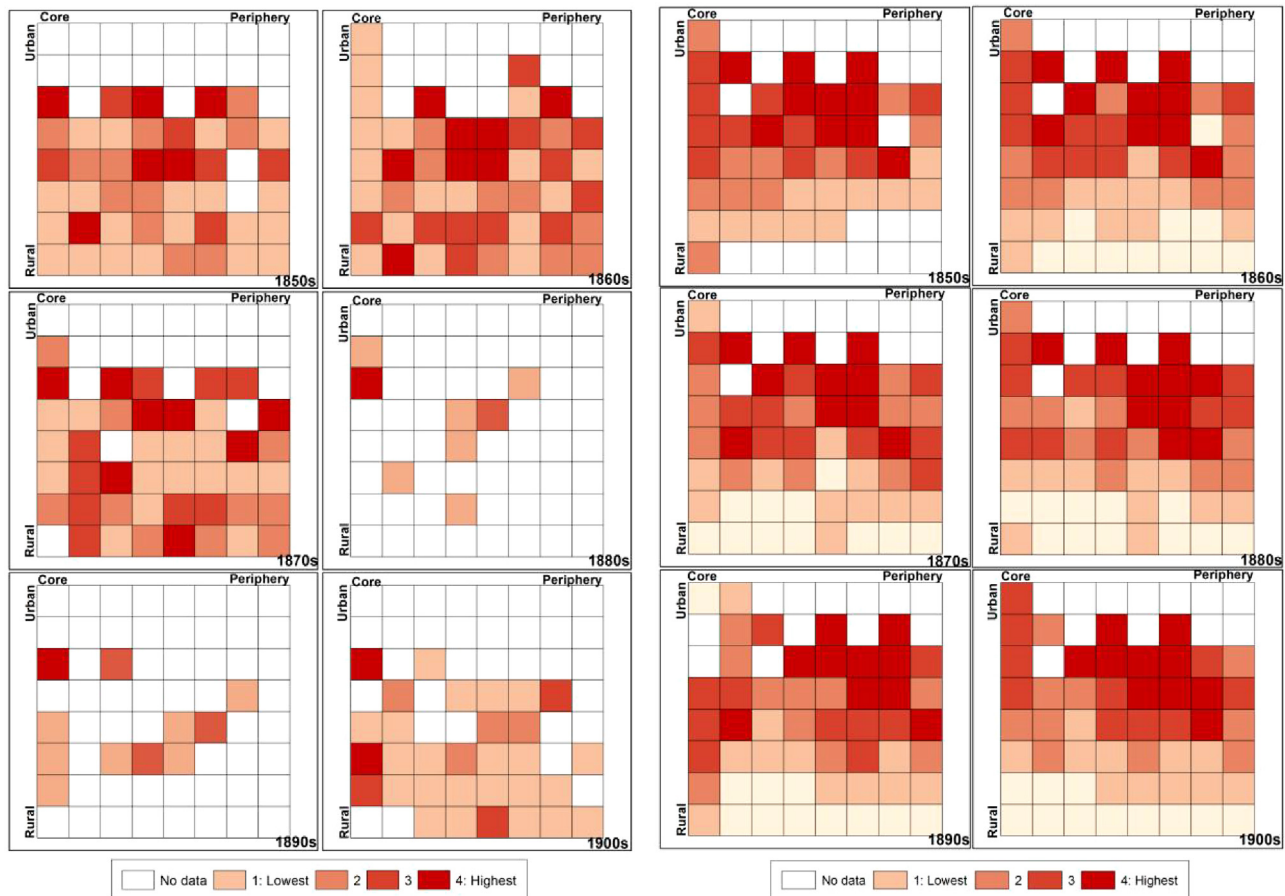 Core Periphery
Urban
Rural
1850s
Core Periphery
Urban
Rural
1860s
Core Periphery
Urban
Rural
1870s
Core Periphery
Urban
Rural
1880s
Core Periphery
Urban
Rural
1890s
Core Periphery
Urban
Rural
1900s
No data 1: Lowest 2 3 4: Highest
Core Periphery
Urban
Rural
1850s
Core Periphery
Urban
Rural
1860s
Core Periphery
Urban
Rural
1870s
Core Periphery
Urban
Rural
1880s
Core Periphery
Urban
Rural
1890s
Core Periphery
Urban
Rural
1900s
No data 1: Lowest 2 3 4: Highest